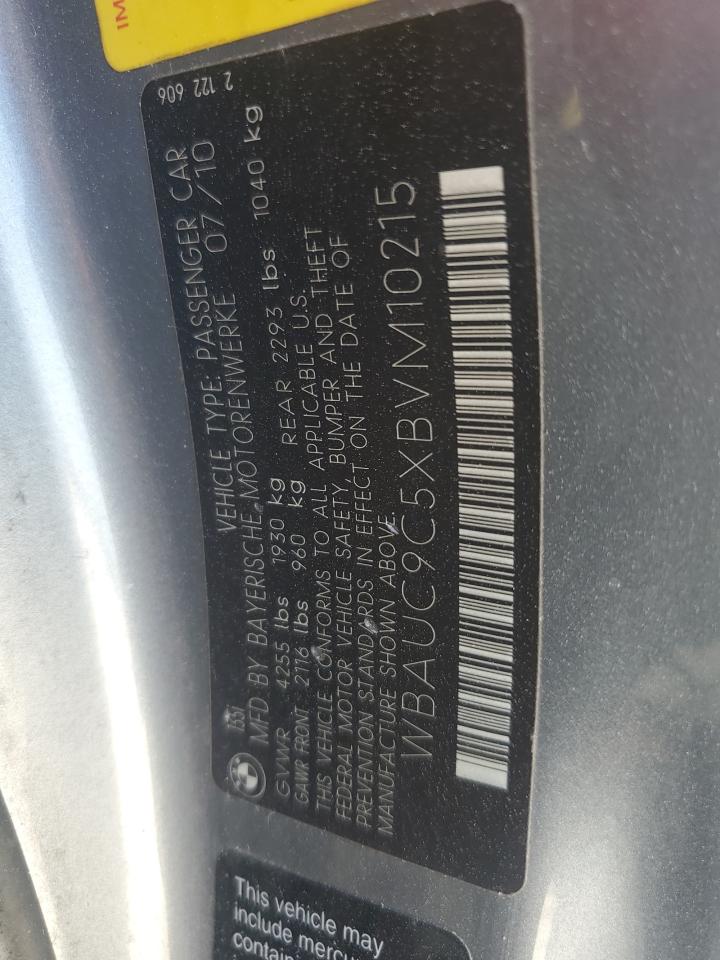 IM
2 122 606
VEHICLE TYPE: PASSENGER CAR
1551 MFD BY BAYERISCHE MOTORENWERKE 07/10
GVWR 4255 lbs 1930 kg
GAWR FRONT 2116 lbs 960 kg REAR 2293 lbs 1040 kg
THIS VEHICLE CONFORMS TO ALL APPLICABLE U.S.
FEDERAL MOTOR VEHICLE SAFETY, BUMPER AND THEFT
PREVENTION STANDARDS IN EFFECT ON THE DATE OF
MANUFACTURE SHOWN ABOVE.
WBAUC9C5XBVM10215
This vehicle may
include mercu
contain